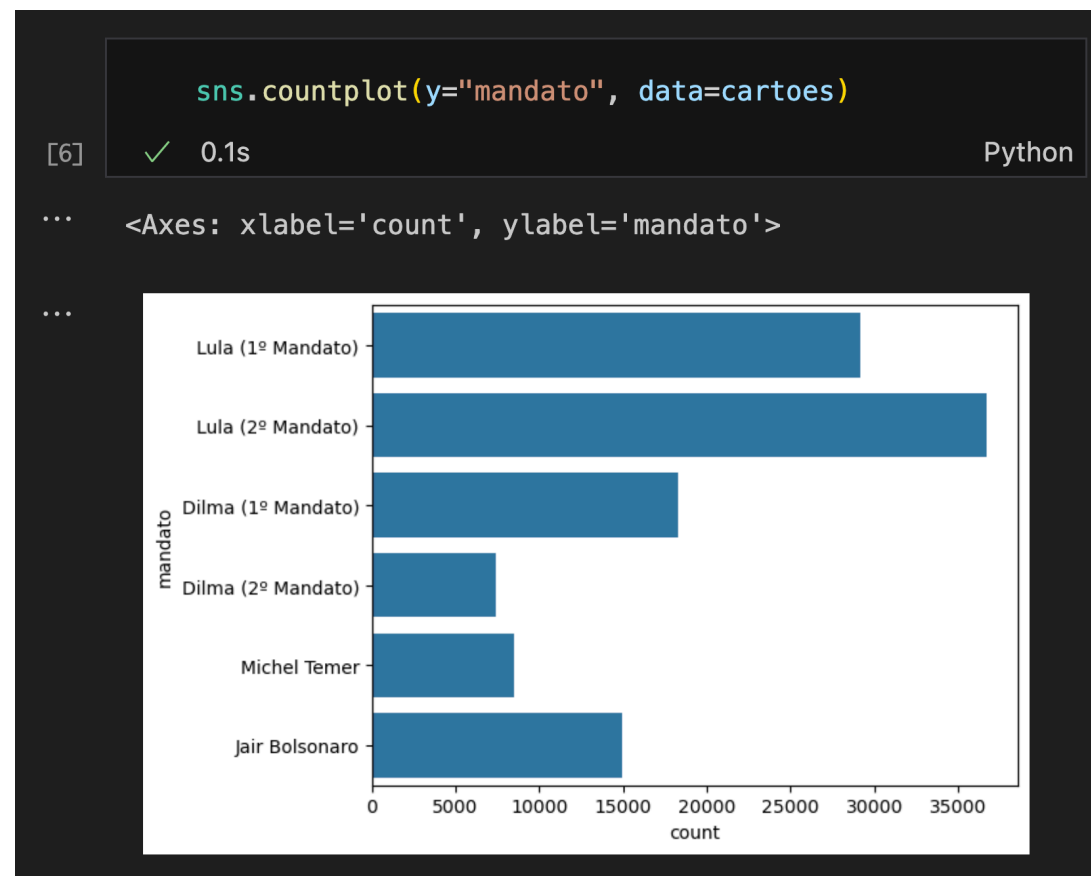 sns.countplot(y="mandato", data=cartoes)
[6] 0.1s Python
... <Axes: xlabel='count', ylabel='mandato'>
...
Lula (1º Mandato)
Lula (2º Mandato)
Dilma (1º Mandato)
Dilma (2º Mandato)
Michel Temer
Jair Bolsonaro
mandato
0 5000 10000 15000 20000 25000 30000 35000
count